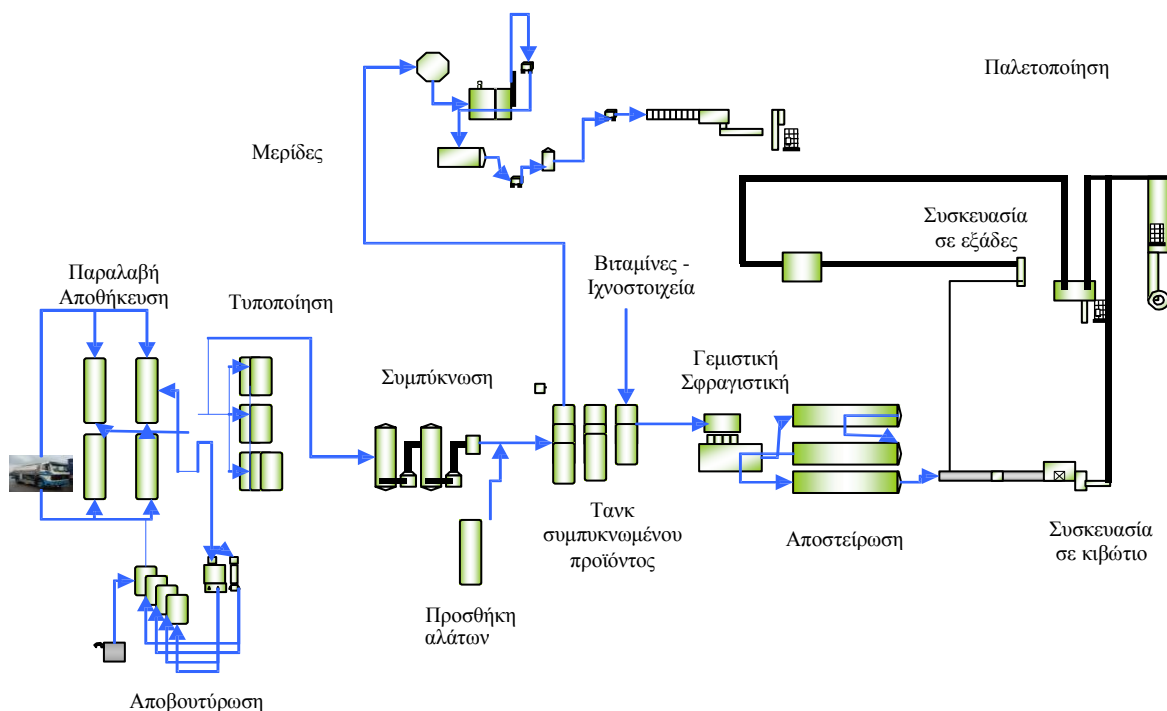 Παλετοποίηση
Μερίδες
Συσκευασία
σε εξάδες
Βιταμίνες -
Ιχνοστοιχεία
Παραλαβή
Αποθήκευση
Τυποποίηση
Συμπύκνωση
Γεμιστική
Σφραγιστική
Τανκ
συμπυκνωμένου
προϊόντος
Αποστείρωση
Συσκευασία
σε κιβώτιο
Προσθήκη
αλάτων
Αποβουτύρωση